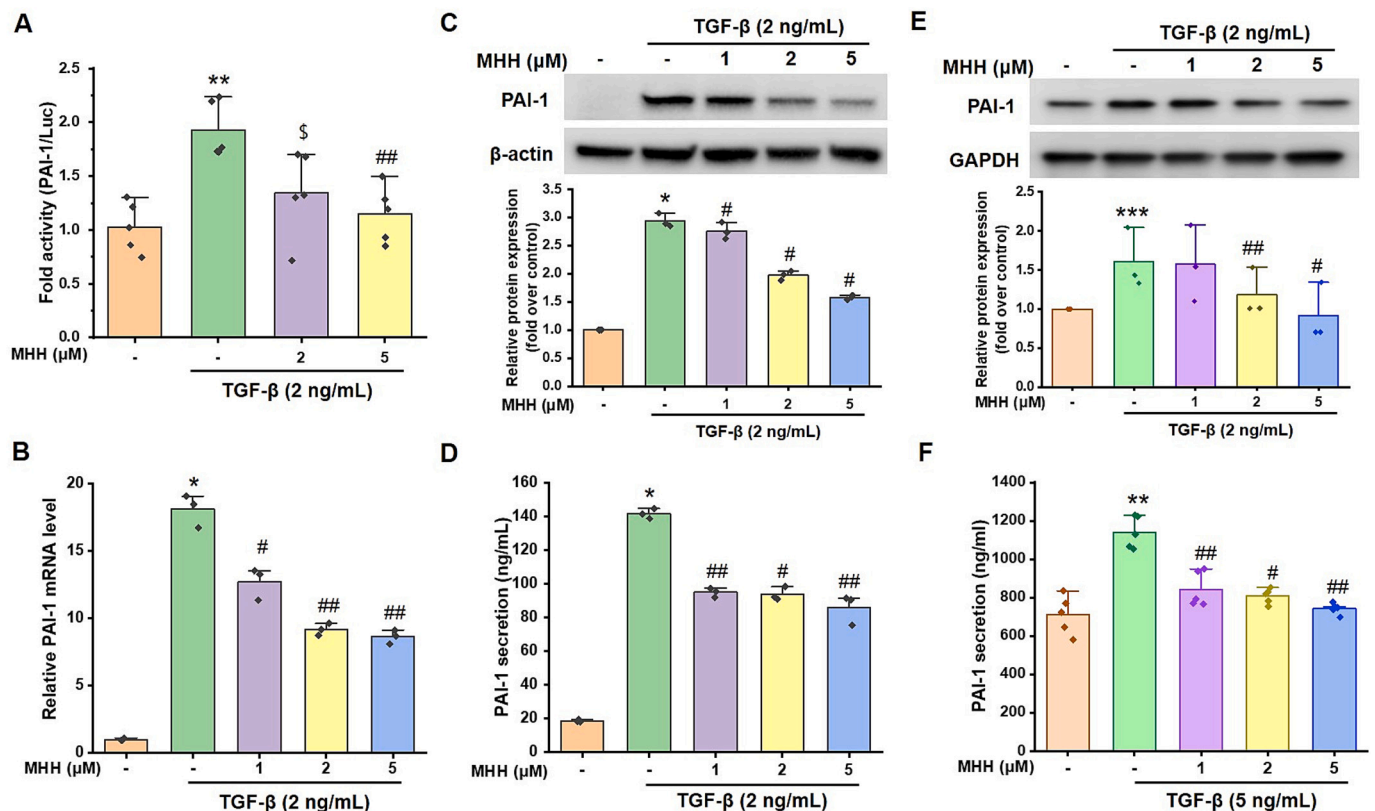 A
Fold activity (PAI-1/Luc)
2.5
2.0
1.5
1.0
0.5
0.0
**
$
##
MHH (μM)
- - 2 5
TGF-β (2 ng/mL)
C
TGF-β (2 ng/mL)
MHH (μM) - - 1 2 5
PAI-1
β-actin
Relative protein expression
(fold over control)
3.5
3.0
2.5
2.0
1.5
1.0
0.5
0.0
*
#
#
#
MHH (μM) - - 1 2 5
TGF-β (2 ng/mL)
E
TGF-β (2 ng/mL)
MHH (μM) - - 1 2 5
PAI-1
GAPDH
Relative protein expression
(fold over control)
2.5
2.0
1.5
1.0
0.5
0.0
***
##
#
MHH (μM) - - 1 2 5
TGF-β (2 ng/mL)
B
Relative PAI-1 mRNA level
20
15
10
5
0
*
#
##
##
MHH (μM) - - 1 2 5
TGF-β (2 ng/mL)
D
PAI-1 secretion (ng/mL)
160
140
120
100
80
60
40
20
0
*
##
#
##
MHH (μM) - - 1 2 5
TGF-β (2 ng/mL)
F
PAI-1 secretion (ng/ml)
1400
1200
1000
800
600
400
200
0
**
##
#
##
MHH (μM) - - 1 2 5
TGF-β (5 ng/mL)